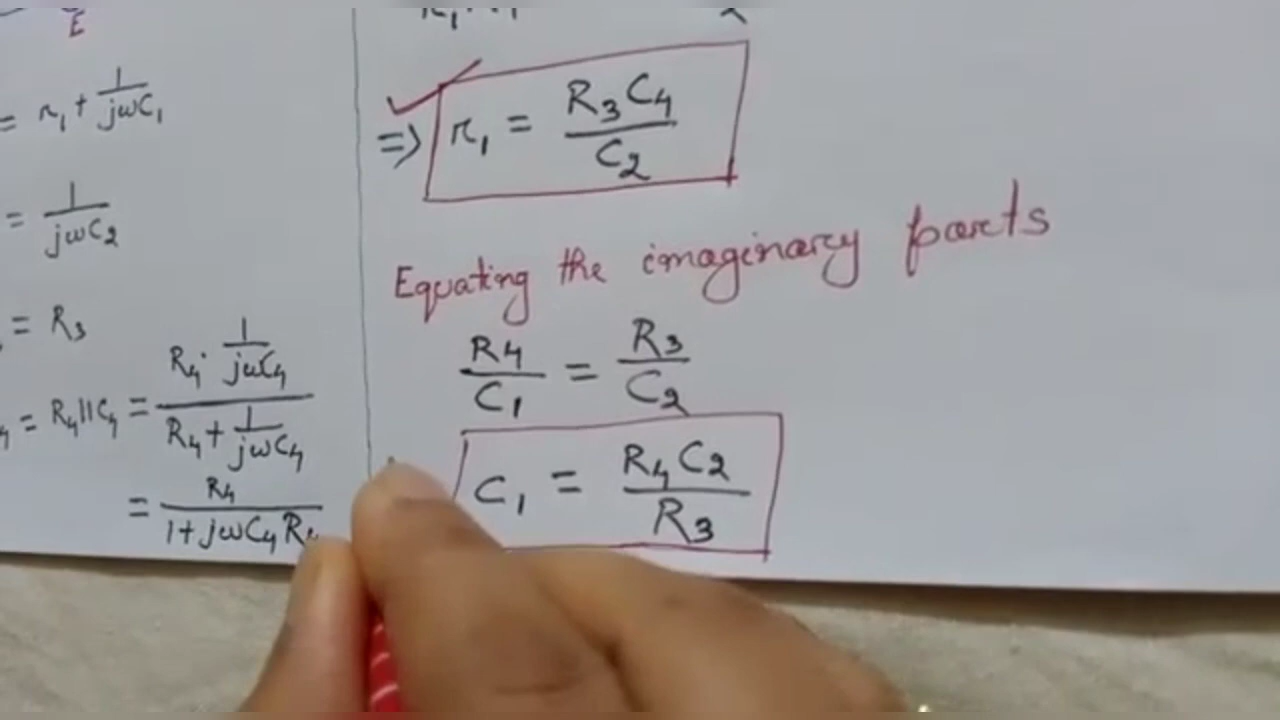 E
= r₁ + 1/jωC₁
= 1/jωC₂
= R₃
= R₄||C₄ = (R₄ · 1/jωC₄)/(R₄ + 1/jωC₄)
= R₄/(1+jωC₄R₄)
=> r₁ = R₃C₄/C₂
Equating the imaginary parts
R₄/C₁ = R₃/C₂
C₁ = R₄C₂/R₃